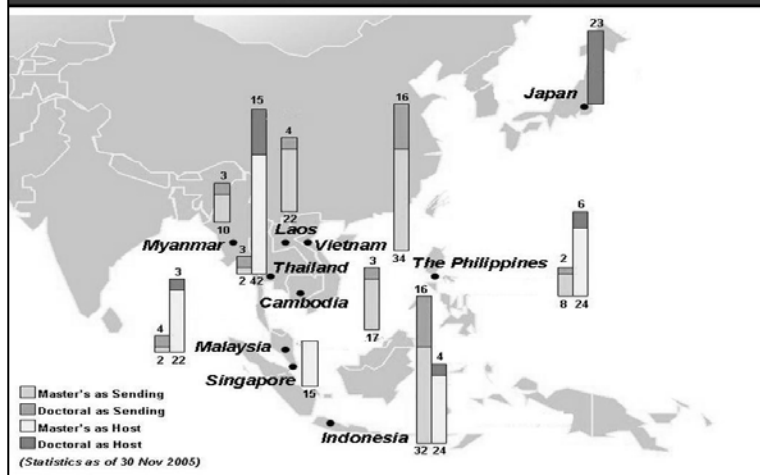 23
Japan
15
16
4
3
6
10
22
Laos
Myanmar
Vietnam
3
34
Thailand
3
The Philippines
2
2 42
Cambodia
3
16
8 24
4
17
2 22
Malaysia
4
Singapore
15
Master's as Sending
Doctoral as Sending
Master's as Host
Doctoral as Host
Indonesia
32 24
(Statistics as of 30 Nov 2005)